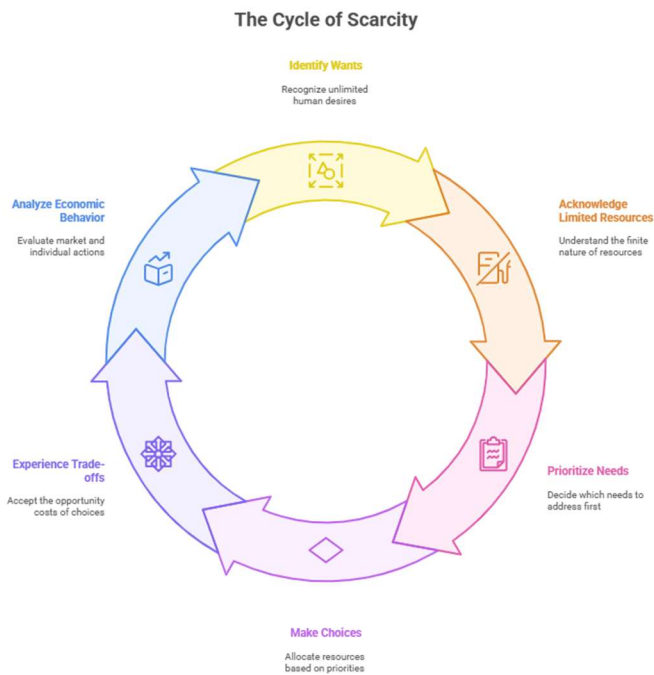 The Cycle of Scarcity
Identify Wants
Recognize unlimited
human desires
Acknowledge
Limited Resources
Understand the finite
nature of resources
Prioritize Needs
Decide which needs to
address first
Make Choices
Allocate resources
based on priorities
Experience Trade-
offs
Accept the opportunity
costs of choices
Analyze Economic
Behavior
Evaluate market and
individual actions